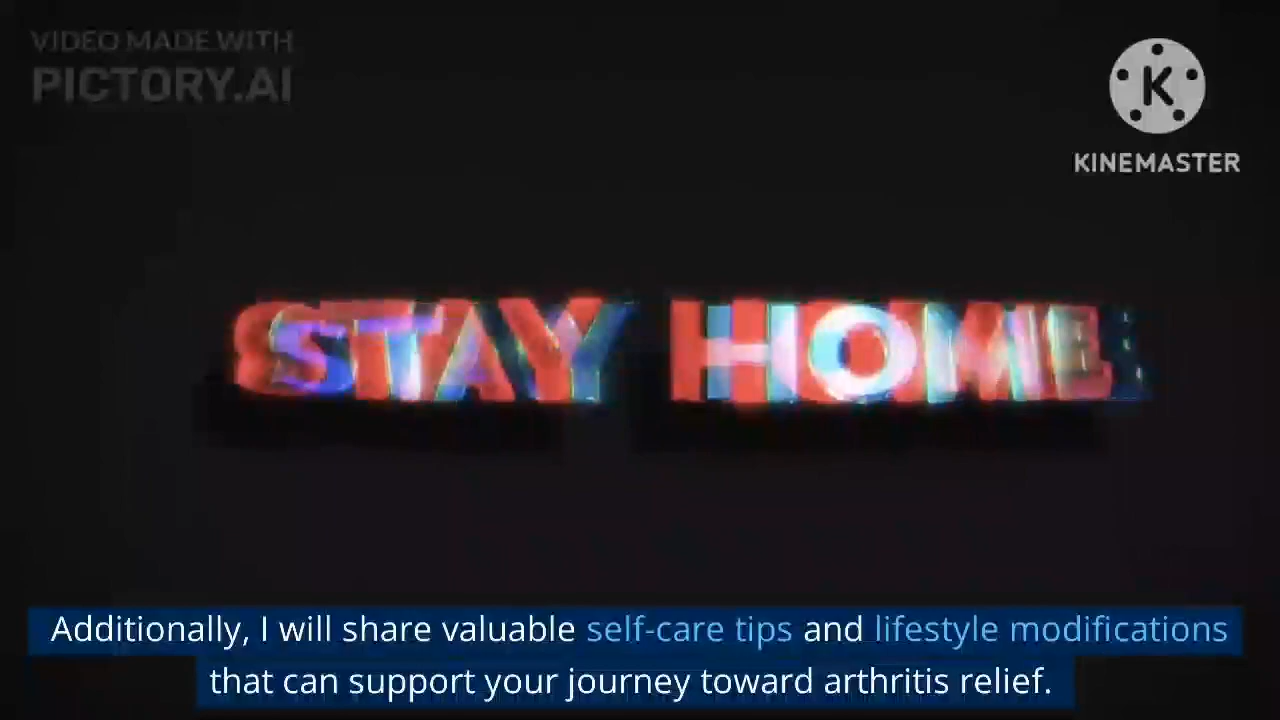 VIDEO MADE WITH
PICTORY.AI
K
KINEMASTER
STAY HOME
Additionally, I will share valuable self-care tips and lifestyle modifications
that can support your journey toward arthritis relief.